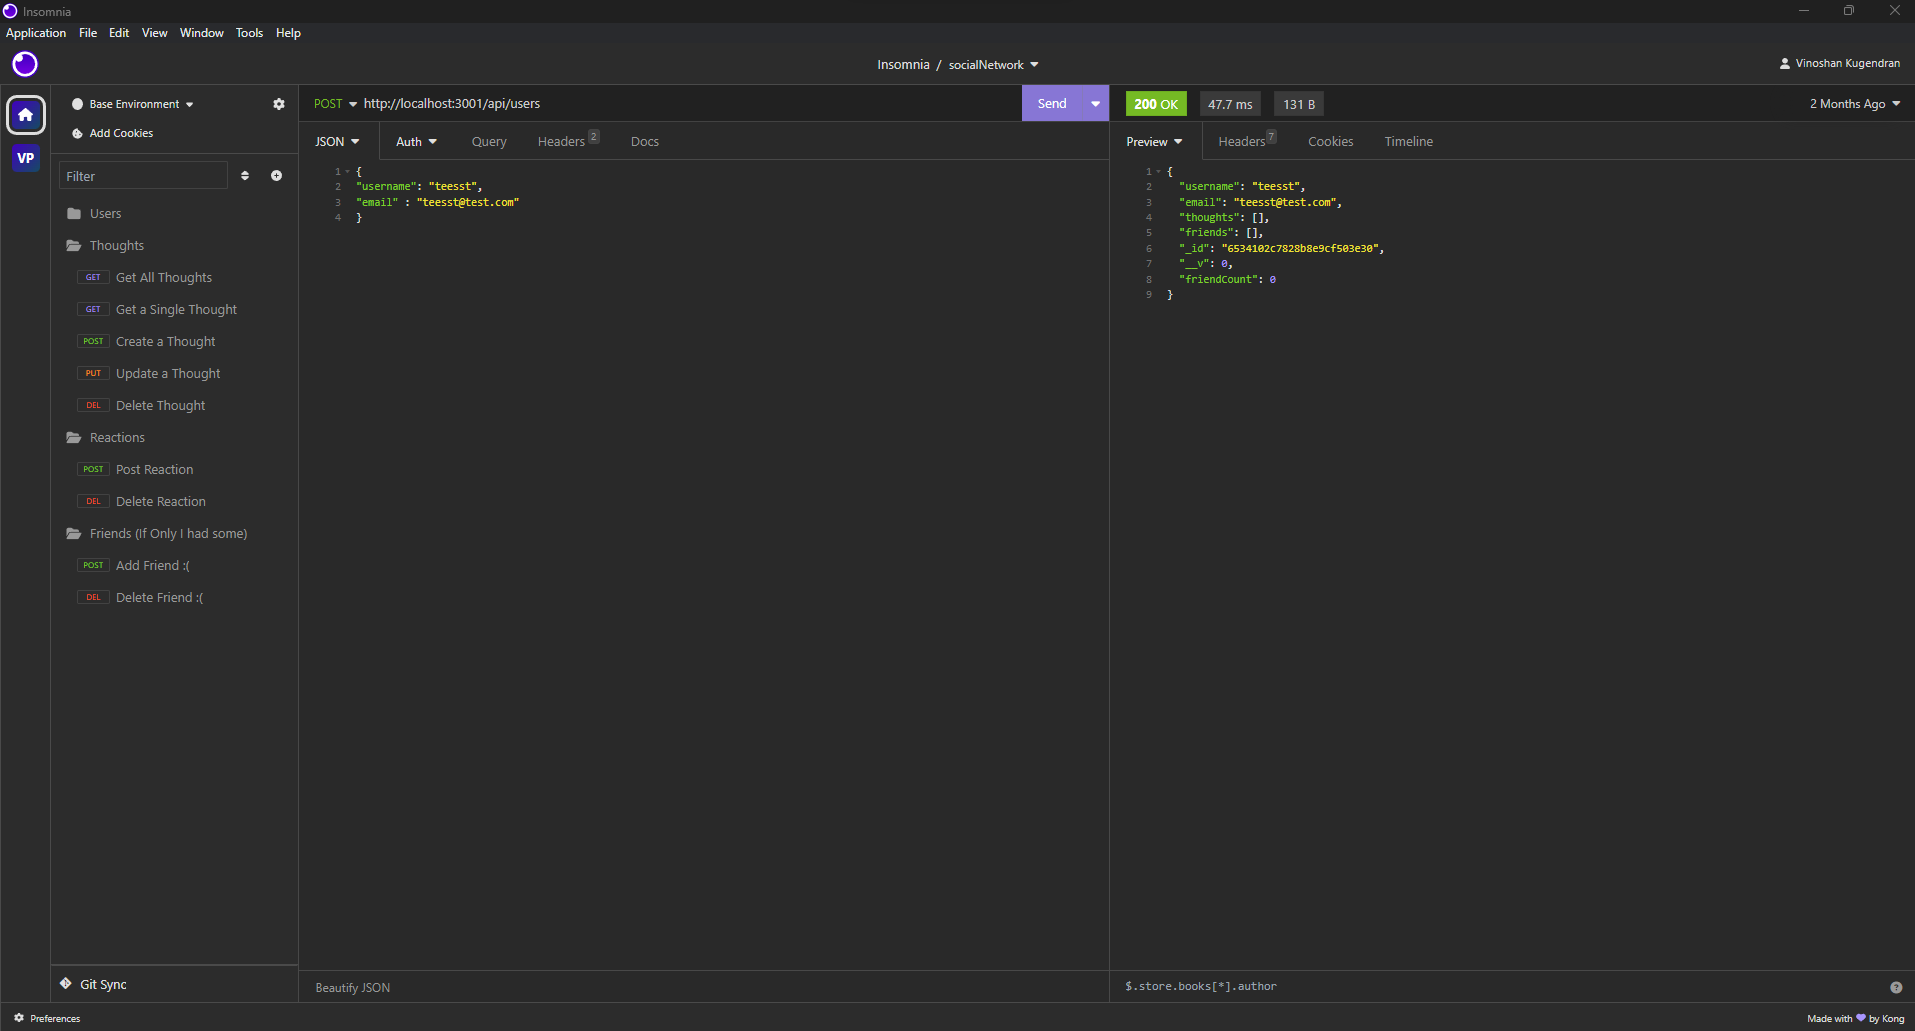 Insomnia
Application File Edit View Window Tools Help
Insomnia / socialNetwork
Vinoshan Kugendran
Base Environment
Add Cookies
VP
Filter
Users
Thoughts
GET Get All Thoughts
GET Get a Single Thought
POST Create a Thought
PUT Update a Thought
DEL Delete Thought
Reactions
POST Post Reaction
DEL Delete Reaction
Friends (If Only I had some)
POST Add Friend :(
DEL Delete Friend :(
Git Sync
POST http://localhost:3001/api/users Send
JSON Auth Query Headers 2 Docs
1 {
2 "username": "teesst",
3 "email" : "teesst@test.com"
4 }
Beautify JSON
200 OK 47.7 ms 131 B 2 Months Ago
Preview Headers 7 Cookies Timeline
1 {
2 "username": "teesst",
3 "email": "teesst@test.com",
4 "thoughts": [],
5 "friends": [],
6 "_id": "6534102c7828b8e9cf503e30",
7 "__v": 0,
8 "friendCount": 0
9 }
$.store.books[*].author ?
Preferences
Made with 💜 by Kong